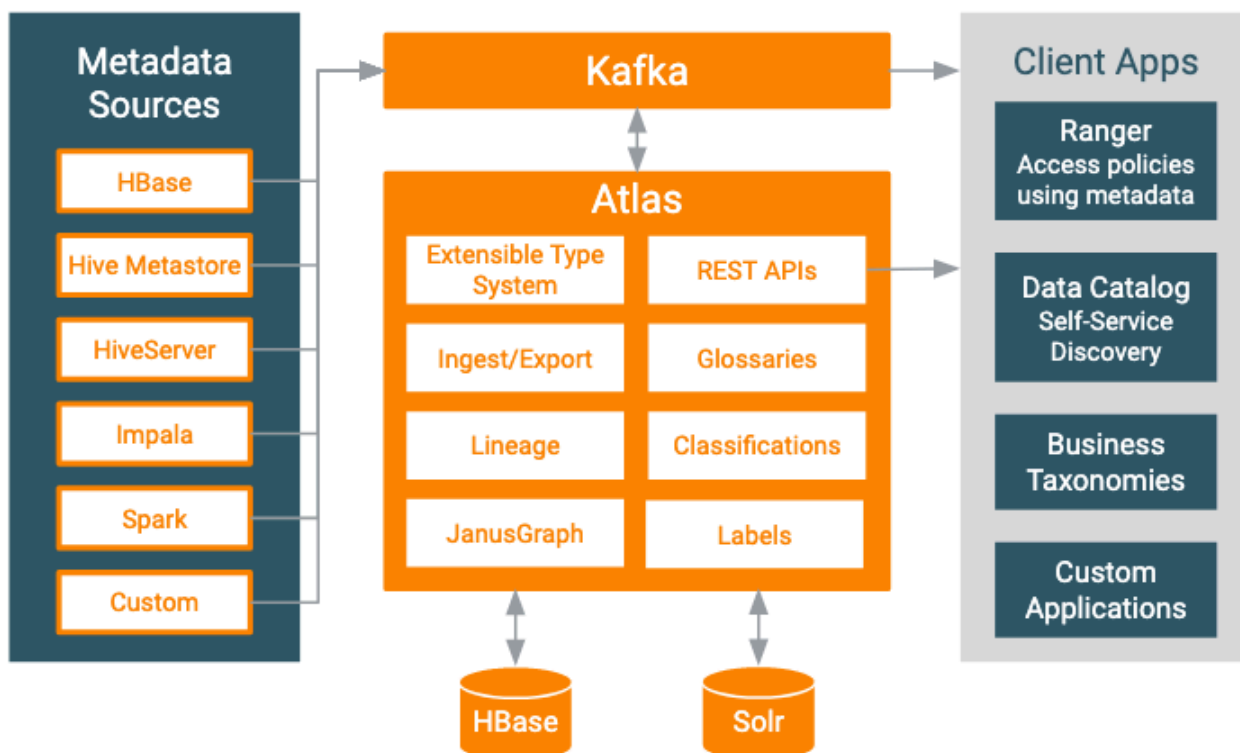 Metadata
Sources
HBase
Hive Metastore
HiveServer
Impala
Spark
Custom
Kafka
Atlas
Extensible Type
System
REST APIs
Ingest/Export
Glossaries
Lineage
Classifications
JanusGraph
Labels
HBase
Solr
Client Apps
Ranger
Access policies
using metadata
Data Catalog
Self-Service
Discovery
Business
Taxonomies
Custom
Applications